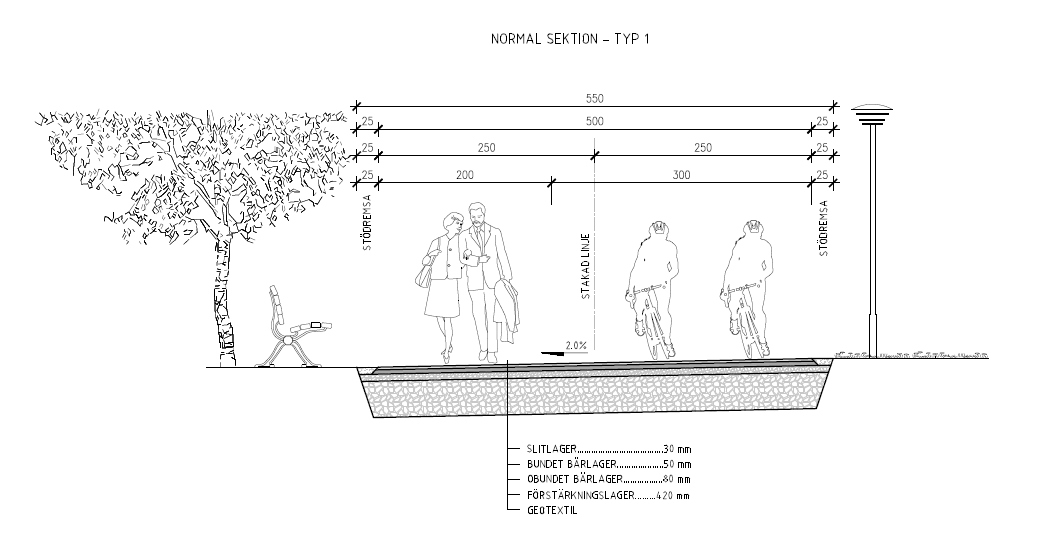 NORMAL SEKTION – TYP 1
550
25 500 25
25 250 250 25
25 200 300 25
STÖDREMSA
STÖDREMSA
STAKAD LINJE
2.0%
SLITLAGER..................................30 mm
BUNDET BÄRLAGER...................50 mm
OBUNDET BÄRLAGER................80 mm
FÖRSTÄRKNINGSLAGER........420 mm
GEOTEXTIL